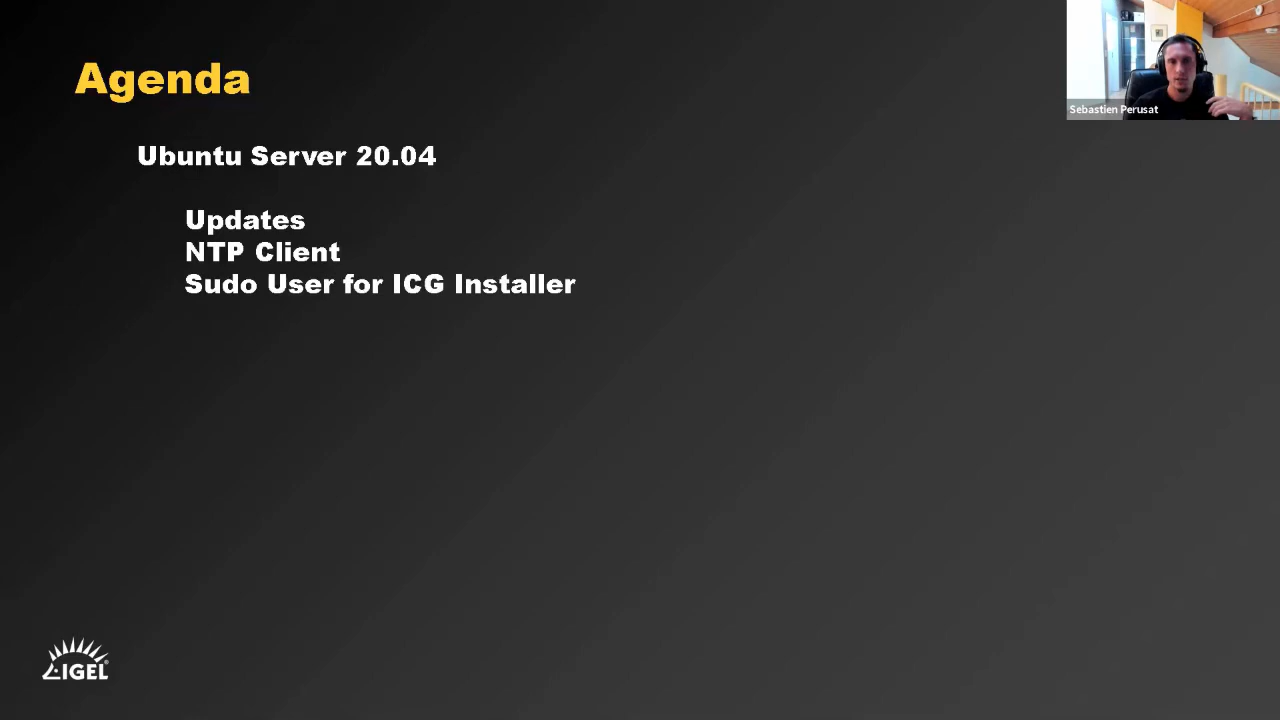 Agenda
Sebastien Perusat
Ubuntu Server 20.04
Updates
NTP Client
Sudo User for ICG Installer
IGEL